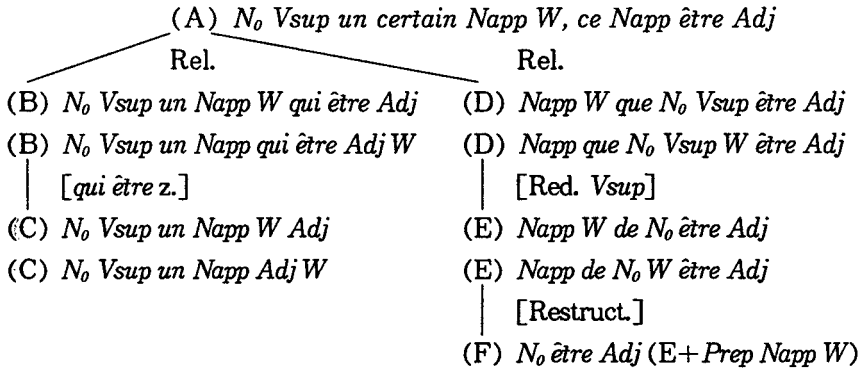 (A) N₀ Vsup un certain Napp W, ce Napp être Adj
Rel. Rel.
(B) N₀ Vsup un Napp W qui être Adj
(B) N₀ Vsup un Napp qui être Adj W
[qui être z.]
(C) N₀ Vsup un Napp W Adj
(C) N₀ Vsup un Napp Adj W
(D) Napp W que N₀ Vsup être Adj
(D) Napp que N₀ Vsup W être Adj
[Red. Vsup]
(E) Napp W de N₀ être Adj
(E) Napp de N₀ W être Adj
[Restruct.]
(F) N₀ être Adj (E+Prep Napp W)